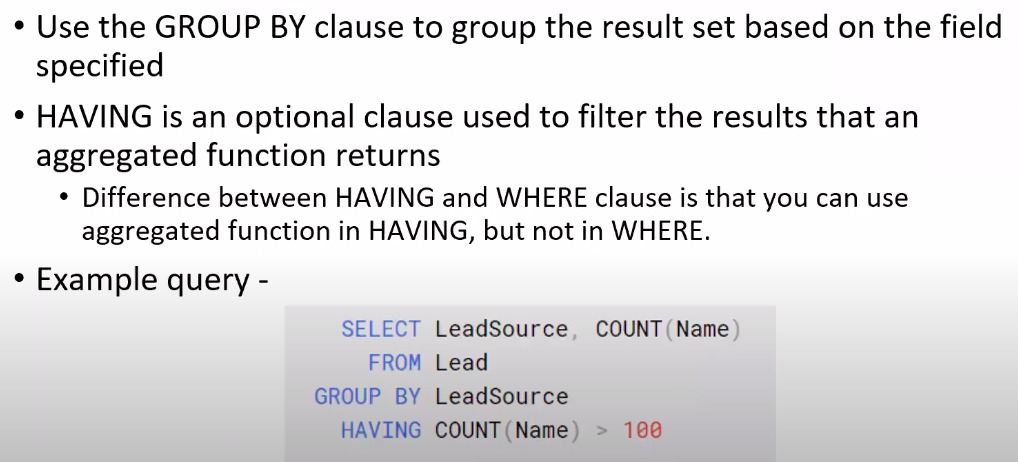 • Use the GROUP BY clause to group the result set based on the field
specified
• HAVING is an optional clause used to filter the results that an
aggregated function returns
• Difference between HAVING and WHERE clause is that you can use
aggregated function in HAVING, but not in WHERE.
• Example query -
SELECT LeadSource, COUNT(Name)
FROM Lead
GROUP BY LeadSource
HAVING COUNT(Name) > 100